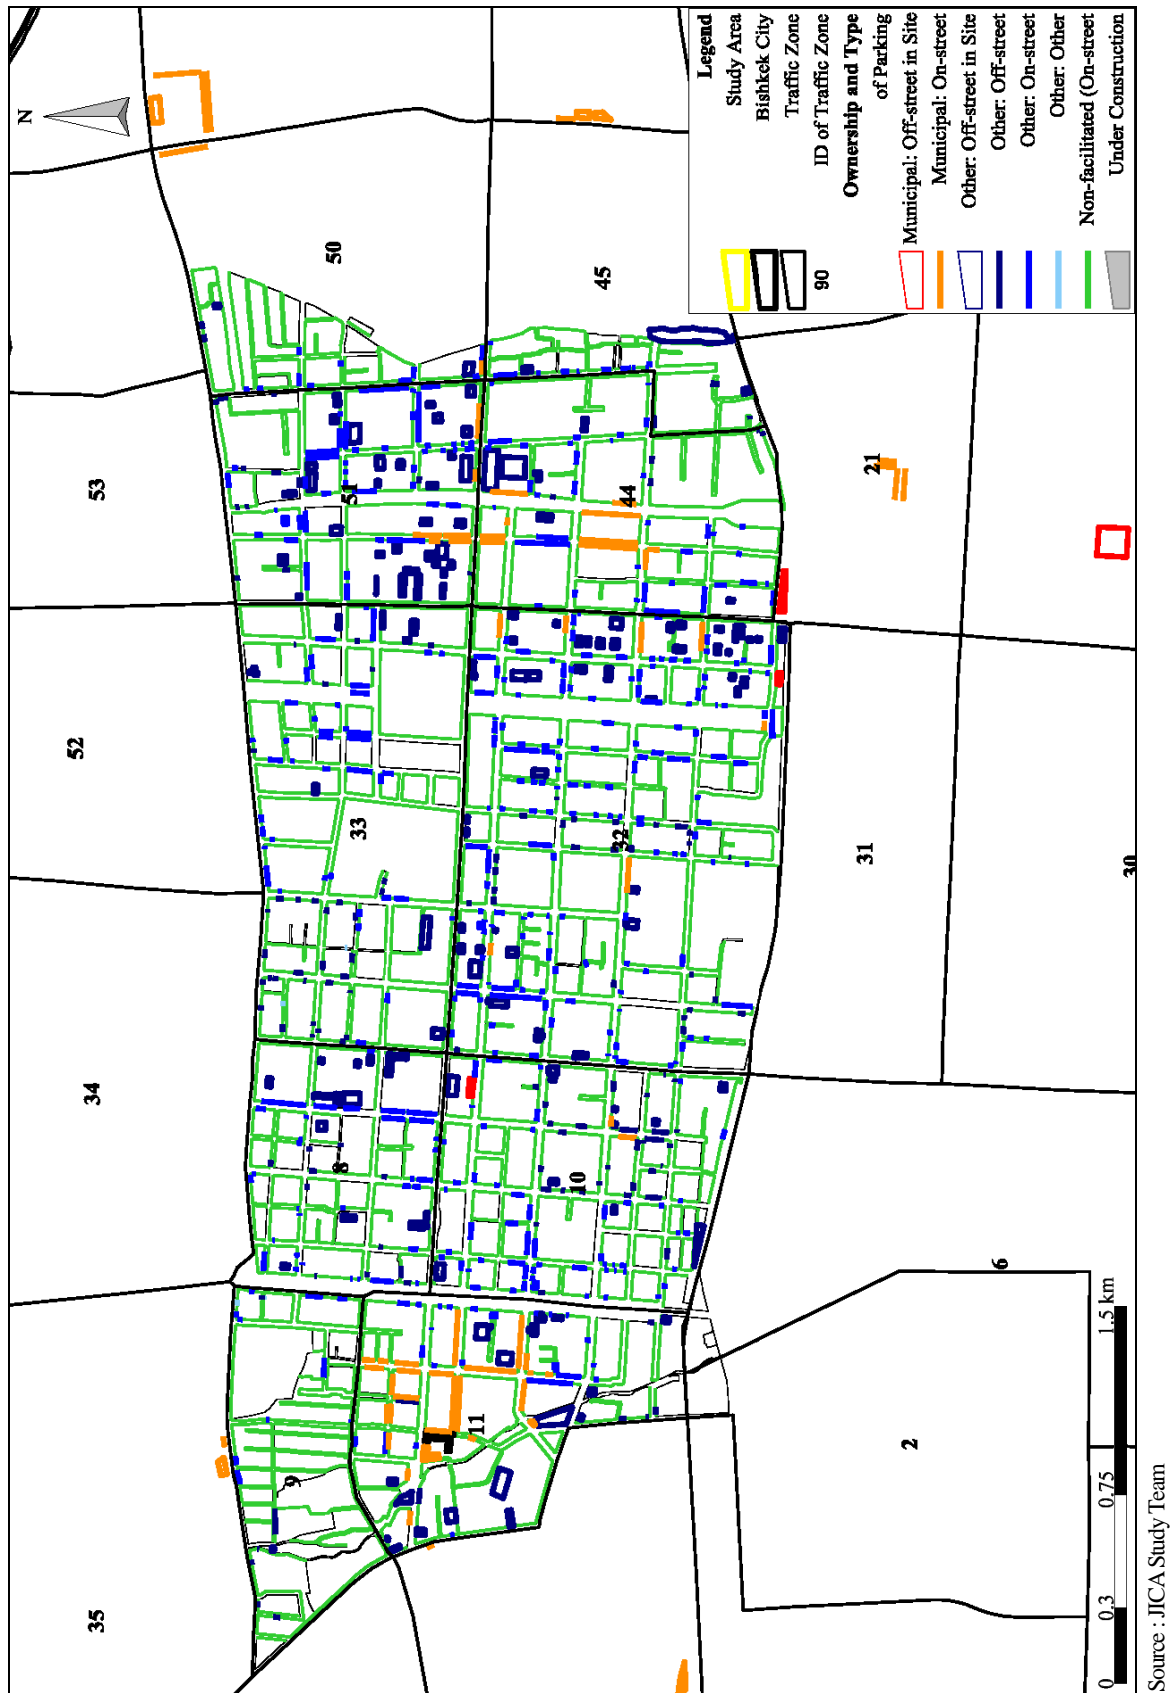 N
Legend
Study Area
Bishkek City
Traffic Zone
90 ID of Traffic Zone
Ownership and Type
of Parking
Municipal: Off-street in Site
Municipal: On-street
Other: Off-street in Site
Other: Off-street
Other: On-street
Other: Other
Non-facilitated (On-street
Under Construction
35
34
52
53
9
8
33
51
50
11
10
32
44
45
2
6
31
21
30
0 0.3 0.75 1.5 km
Source : JICA Study Team